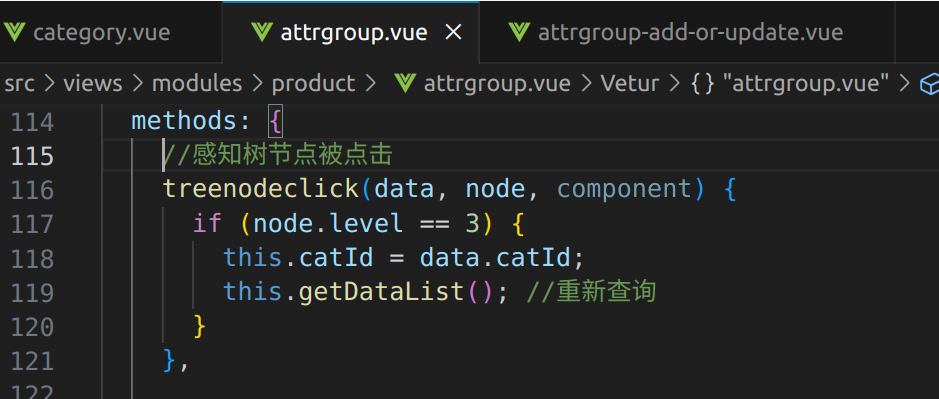 category.vue attrgroup.vue × attrgroup-add-or-update.vue
src > views > modules > product > attrgroup.vue > Vetur > {} "attrgroup.vue" >
114 methods: {
115 //感知树节点被点击
116 treenodeclick(data, node, component) {
117 if (node.level == 3) {
118 this.catId = data.catId;
119 this.getDataList(); //重新查询
120 }
121 },
122